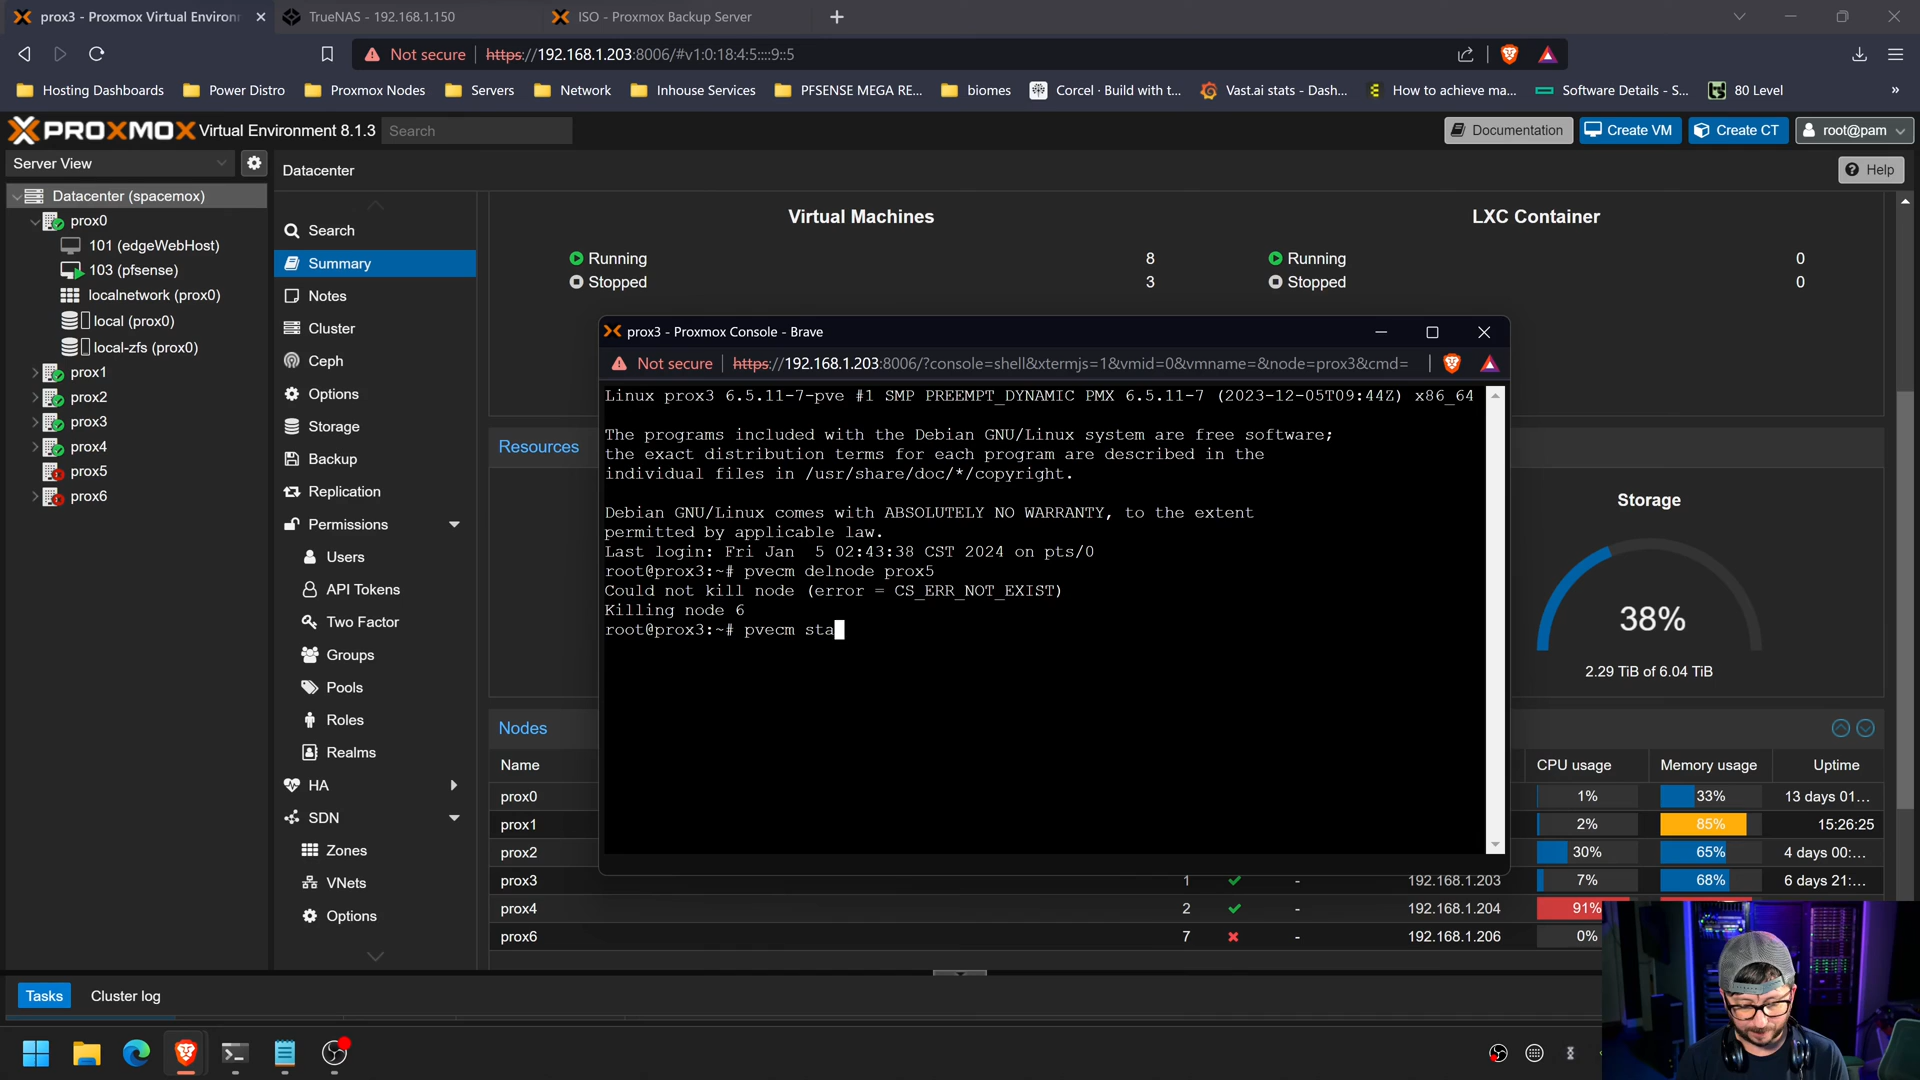 prox3 - Proxmox Virtual Environ
TrueNAS - 192.168.1.150
ISO - Proxmox Backup Server
Not secure
https://192.168.1.203:8006/#v1:0:18:4:5::::9::5
Hosting Dashboards
Power Distro
Proxmox Nodes
Servers
Network
Inhouse Services
PFSENSE MEGA RE...
biomes
Corcel · Build with t...
Vast.ai stats - Dash...
How to achieve ma...
Software Details - S...
80 Level
»
PROXMOX Virtual Environment 8.1.3
Search
Documentation
Create VM
Create CT
root@pam
Server View
Datacenter
Help
Datacenter (spacemox)
prox0
101 (edgeWebHost)
103 (pfsense)
localnetwork (prox0)
local (prox0)
local-zfs (prox0)
prox1
prox2
prox3
prox4
prox5
prox6
Search
Summary
Notes
Cluster
Ceph
Options
Storage
Backup
Replication
Permissions
Users
API Tokens
Two Factor
Groups
Pools
Roles
Realms
HA
SDN
Zones
VNets
Options
Virtual Machines
Running 8
Stopped 3
LXC Container
Running 0
Stopped 0
Resources
prox3 - Proxmox Console - Brave
Not secure
https://192.168.1.203:8006/?console=shell&xtermjs=1&vmid=0&vmname=&node=prox3&cmd=
Linux prox3 6.5.11-7-pve #1 SMP PREEMPT_DYNAMIC PMX 6.5.11-7 (2023-12-05T09:44Z) x86_64
The programs included with the Debian GNU/Linux system are free software;
the exact distribution terms for each program are described in the
individual files in /usr/share/doc/*/copyright.
Debian GNU/Linux comes with ABSOLUTELY NO WARRANTY, to the extent
permitted by applicable law.
Last login: Fri Jan  5 02:43:38 CST 2024 on pts/0
root@prox3:~# pvecm delnode prox5
Could not kill node (error = CS_ERR_NOT_EXIST)
Killing node 6
root@prox3:~# pvecm sta
Storage
38%
2.29 TiB of 6.04 TiB
Nodes
Name CPU usage Memory usage Uptime
prox0 1% 33% 13 days 01...
prox1 2% 85% 15:26:25
prox2 30% 65% 4 days 00:...
prox3 1 - 192.168.1.203 7% 68% 6 days 21:...
prox4 2 - 192.168.1.204 91%
prox6 7 - 192.168.1.206 0%
Tasks
Cluster log